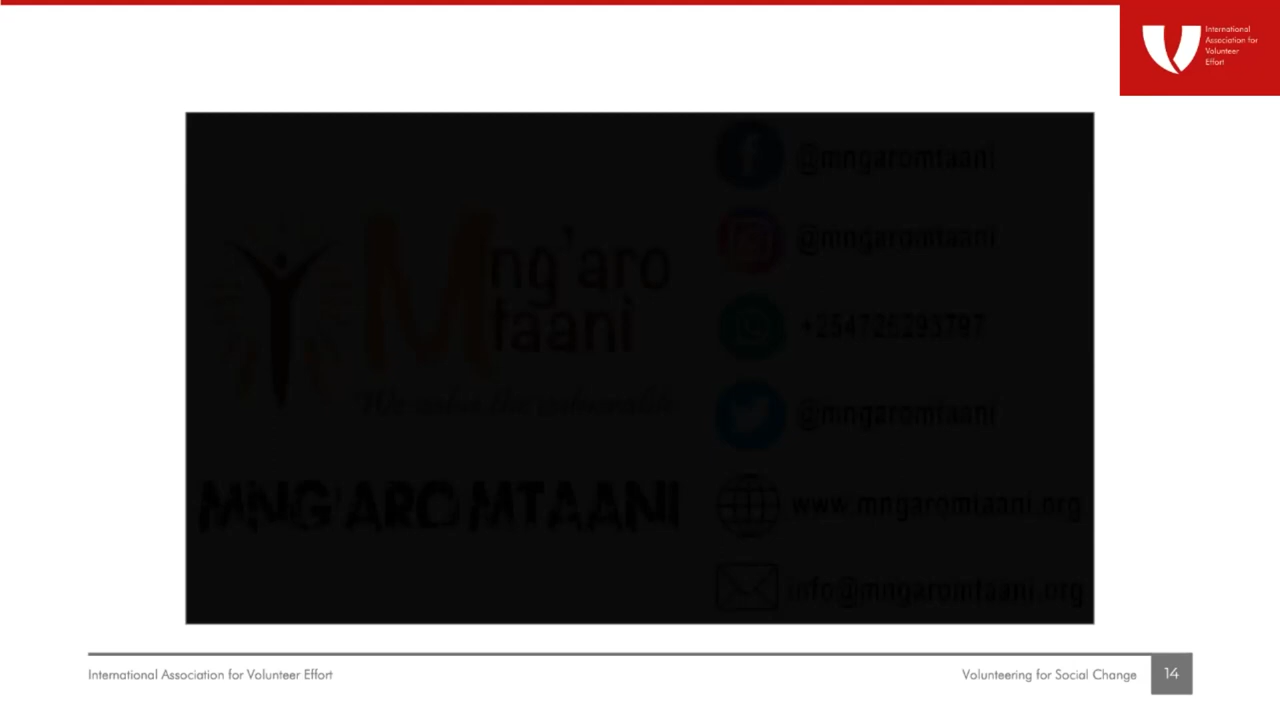 International
Association for
Volunteer
Effort
Mng'aro
Mtaani
MNG'ARO MTAANI
@mngaromtaani
@mngaromtaani
@mngaromtaani
www.mngaromtaani.org
info@mngaromtaani.org
International Association for Volunteer Effort
Volunteering for Social Change
14